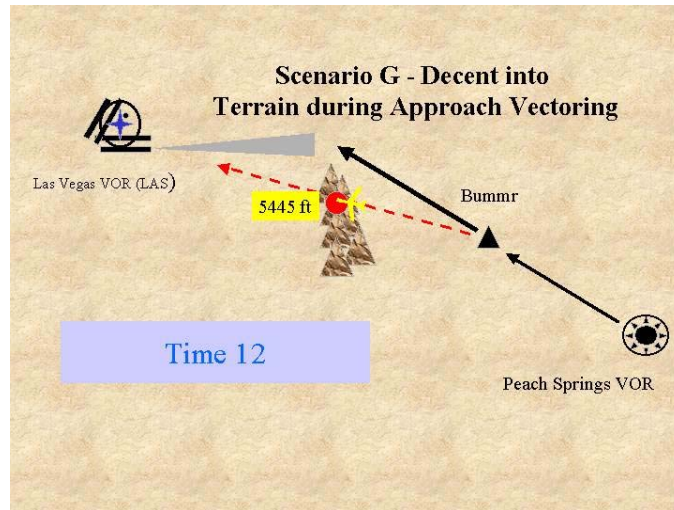 Scenario G - Decent into
Terrain during Approach Vectoring
Las Vegas VOR (LAS)
5445 ft
Bummr
Time 12
Peach Springs VOR